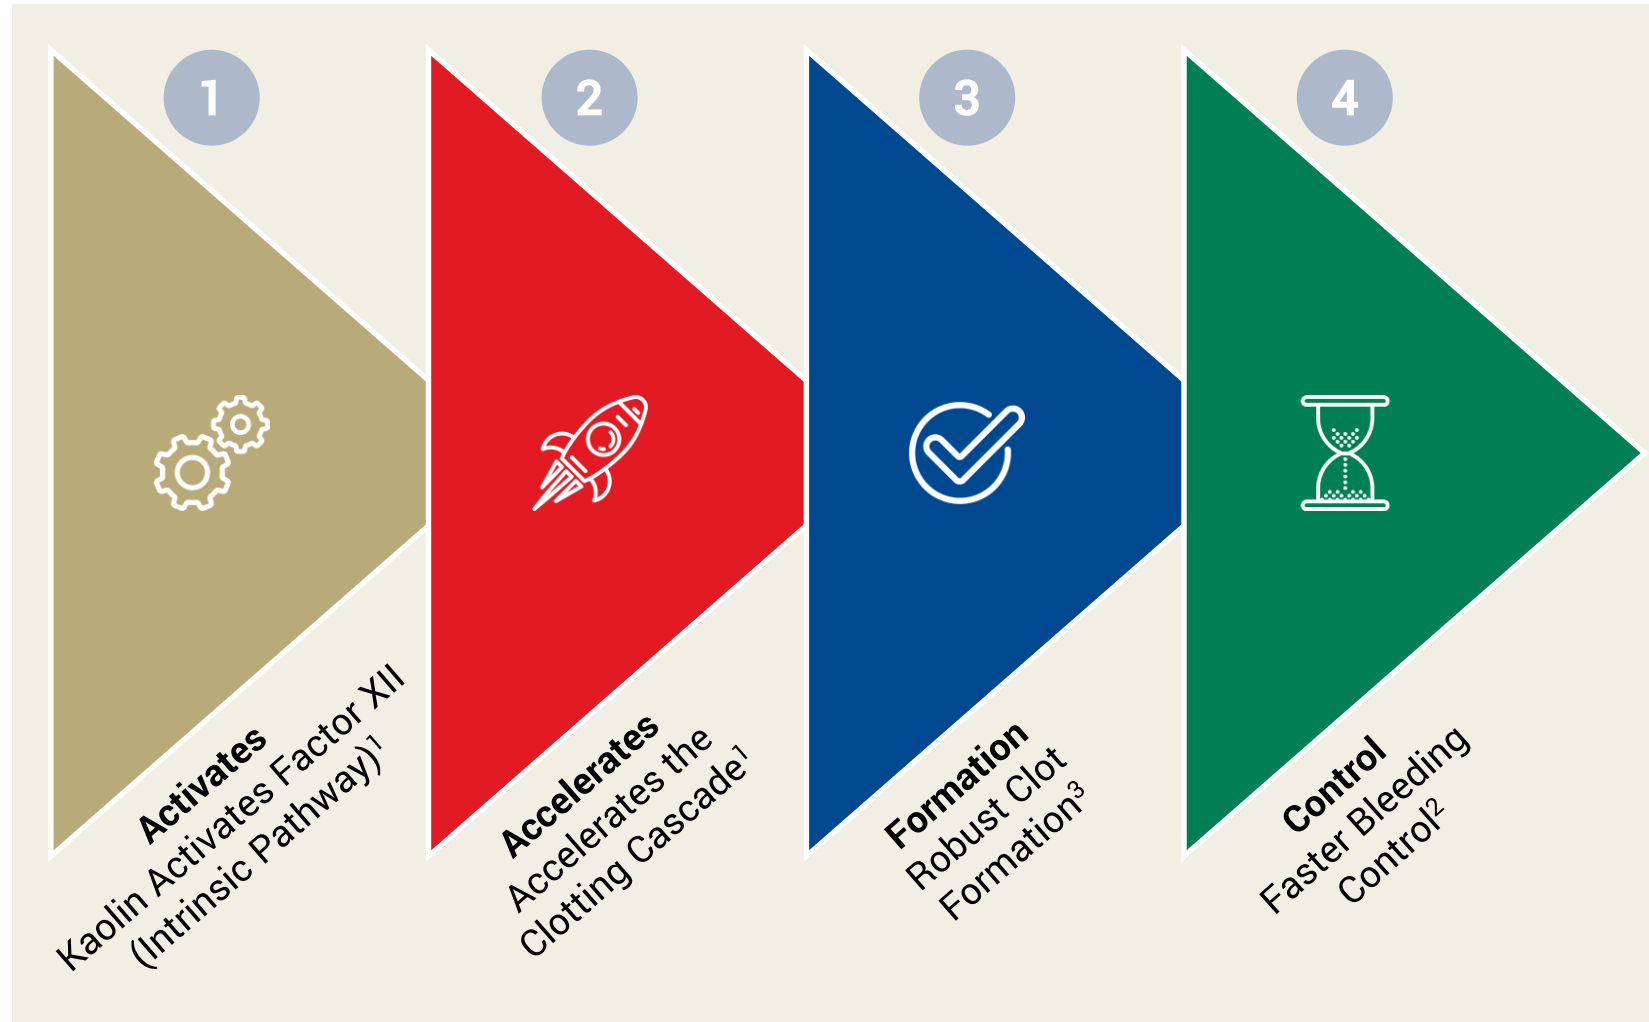 1
Activates
Kaolin Activates Factor XII
(Intrinsic Pathway)¹
2
Accelerates
Accelerates the
Clotting Cascade¹
3
Formation
Robust Clot
Formation³
4
Control
Faster Bleeding
Control²